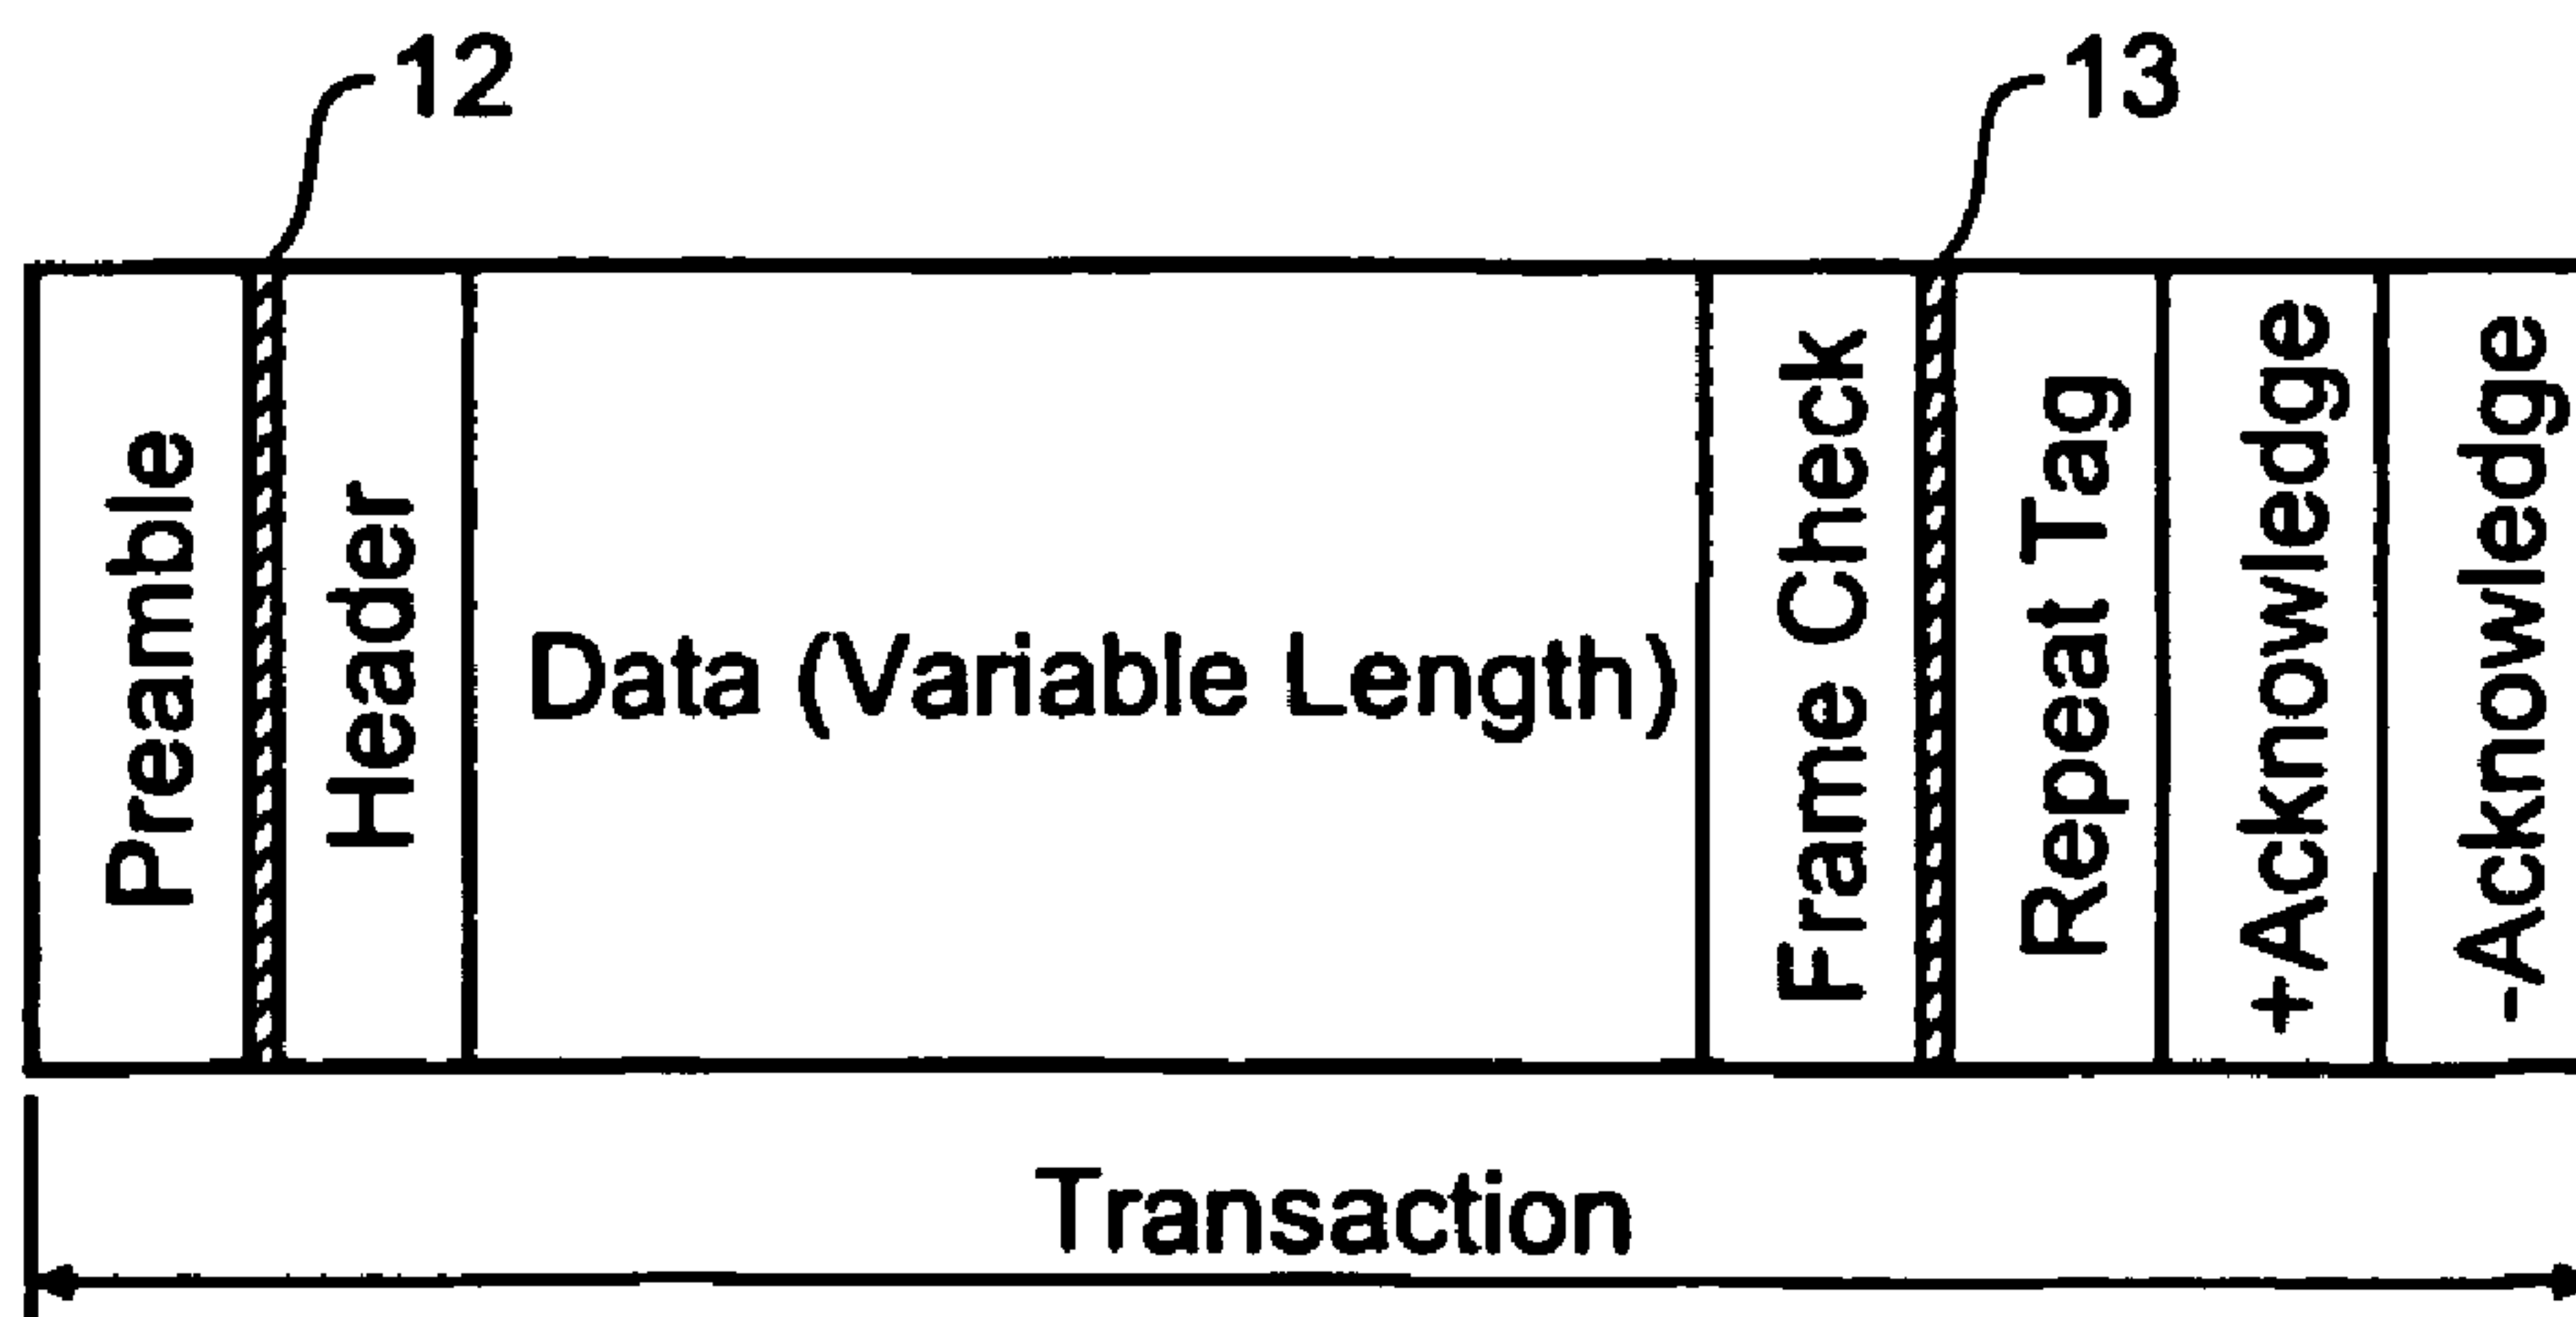 12
13
Preamble
Header
Data (Variable Length)
Frame Check
Repeat Tag
+Acknowledge
-Acknowledge
Transaction